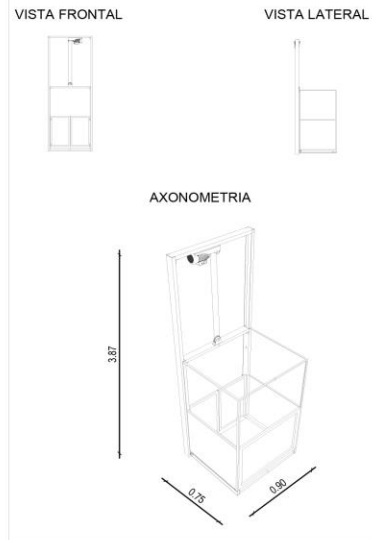 VISTA FRONTAL
VISTA LATERAL
AXONOMETRIA
3.87
0.75
0.90